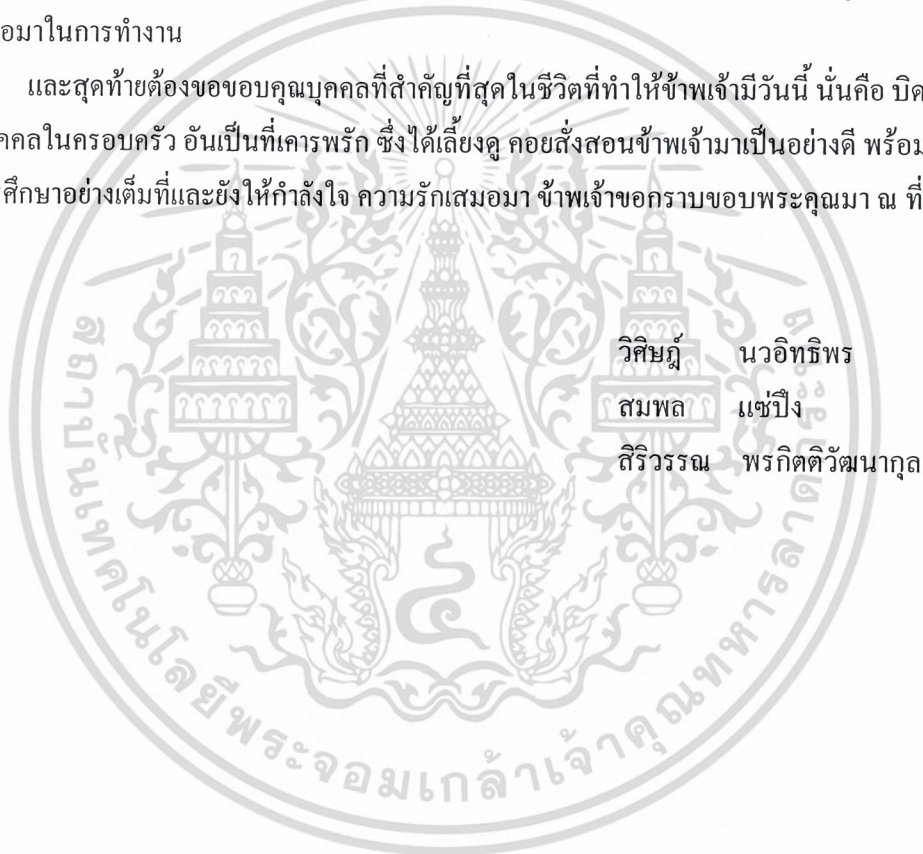 อมาในการทำงาน
และสุดท้ายต้องขอขอบคุณบุคคลที่สำคัญที่สุดในชีวิตที่ทำให้ข้าพเจ้ามีวันนี้ นั่นคือ บิด
คคลในครอบครัว อันเป็นที่เคารพรัก ซึ่งได้เลี้ยงดู คอยสั่งสอนข้าพเจ้ามาเป็นอย่างดี พร้อม
รศึกษาอย่างเต็มที่และยังให้กำลังใจ ความรักเสมอมา ข้าพเจ้าขอกราบขอบพระคุณมา ณ ที่
วิศิษฎ์ นวอิทธิพร
สมพล แซ่ปึง
สิริวรรณ พรกิตติวัฒนากุล
สถาบันเทคโนโลยีพระจอมเกล้าเจ้าคุณทหารลาดกระบัง